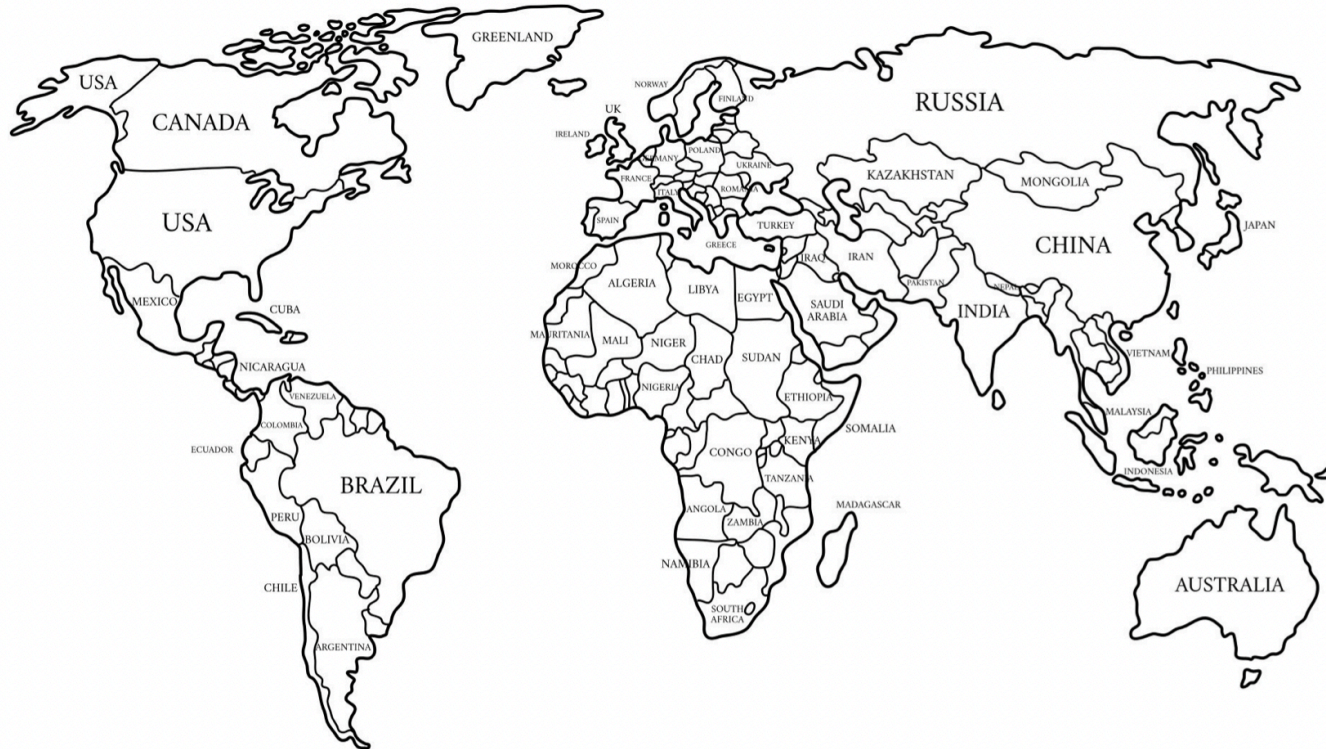 GREENLAND
USA
CANADA
USA
MEXICO
CUBA
NICARAGUA
VENEZUELA
COLOMBIA
ECUADOR
BRAZIL
PERU
BOLIVIA
CHILE
ARGENTINA
NORWAY
FINLAND
UK
IRELAND
GERMANY
POLAND
UKRAINE
FRANCE
ITALY
ROMANIA
SPAIN
GREECE
TURKEY
RUSSIA
KAZAKHSTAN
MONGOLIA
CHINA
JAPAN
IRAQ
IRAN
PAKISTAN
NEPAL
INDIA
SAUDI
ARABIA
VIETNAM
PHILIPPINES
MALAYSIA
INDONESIA
MOROCCO
ALGERIA
LIBYA
EGYPT
MAURITANIA
MALI
NIGER
CHAD
SUDAN
NIGERIA
ETHIOPIA
SOMALIA
KENYA
CONGO
TANZANIA
ANGOLA
ZAMBIA
MADAGASCAR
NAMIBIA
SOUTH
AFRICA
AUSTRALIA